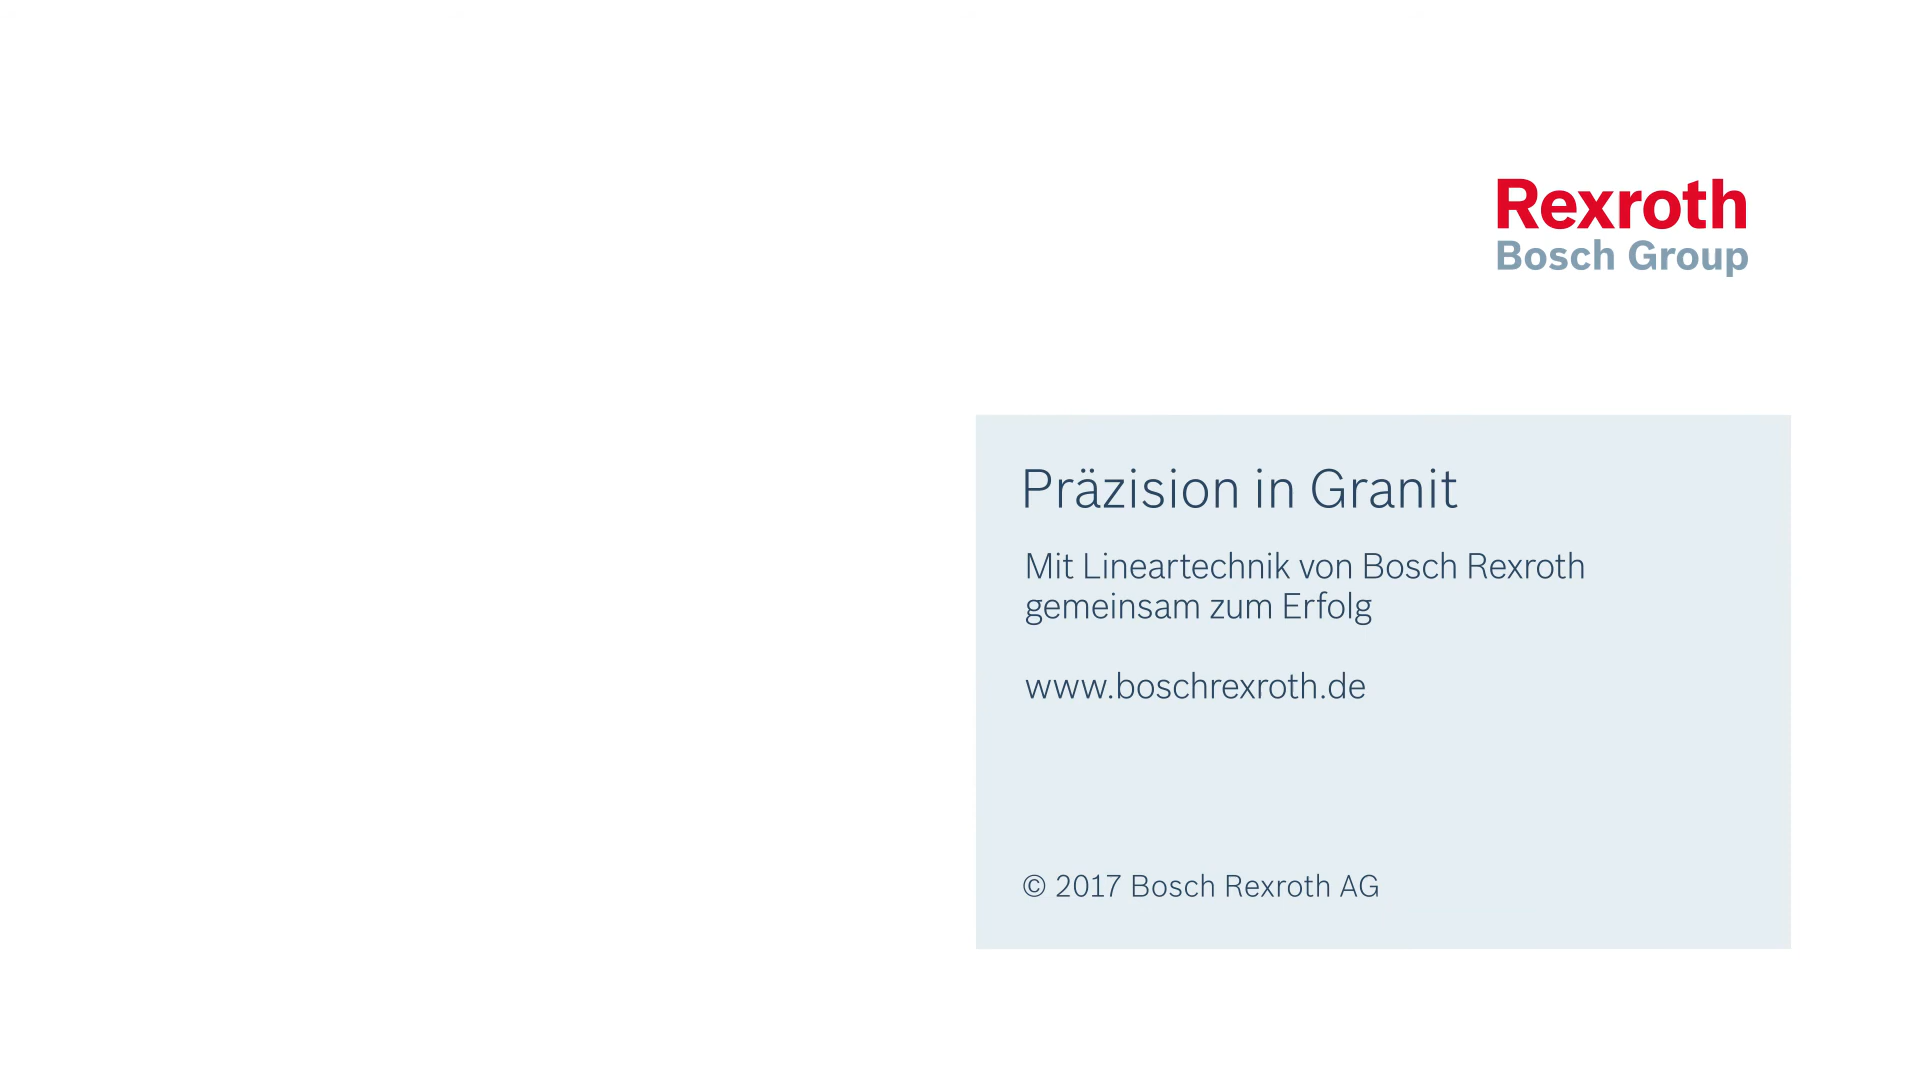 Rexroth
Bosch Group
Präzision in Granit
Mit Lineartechnik von Bosch Rexroth
gemeinsam zum Erfolg
www.boschrexroth.de
© 2017 Bosch Rexroth AG